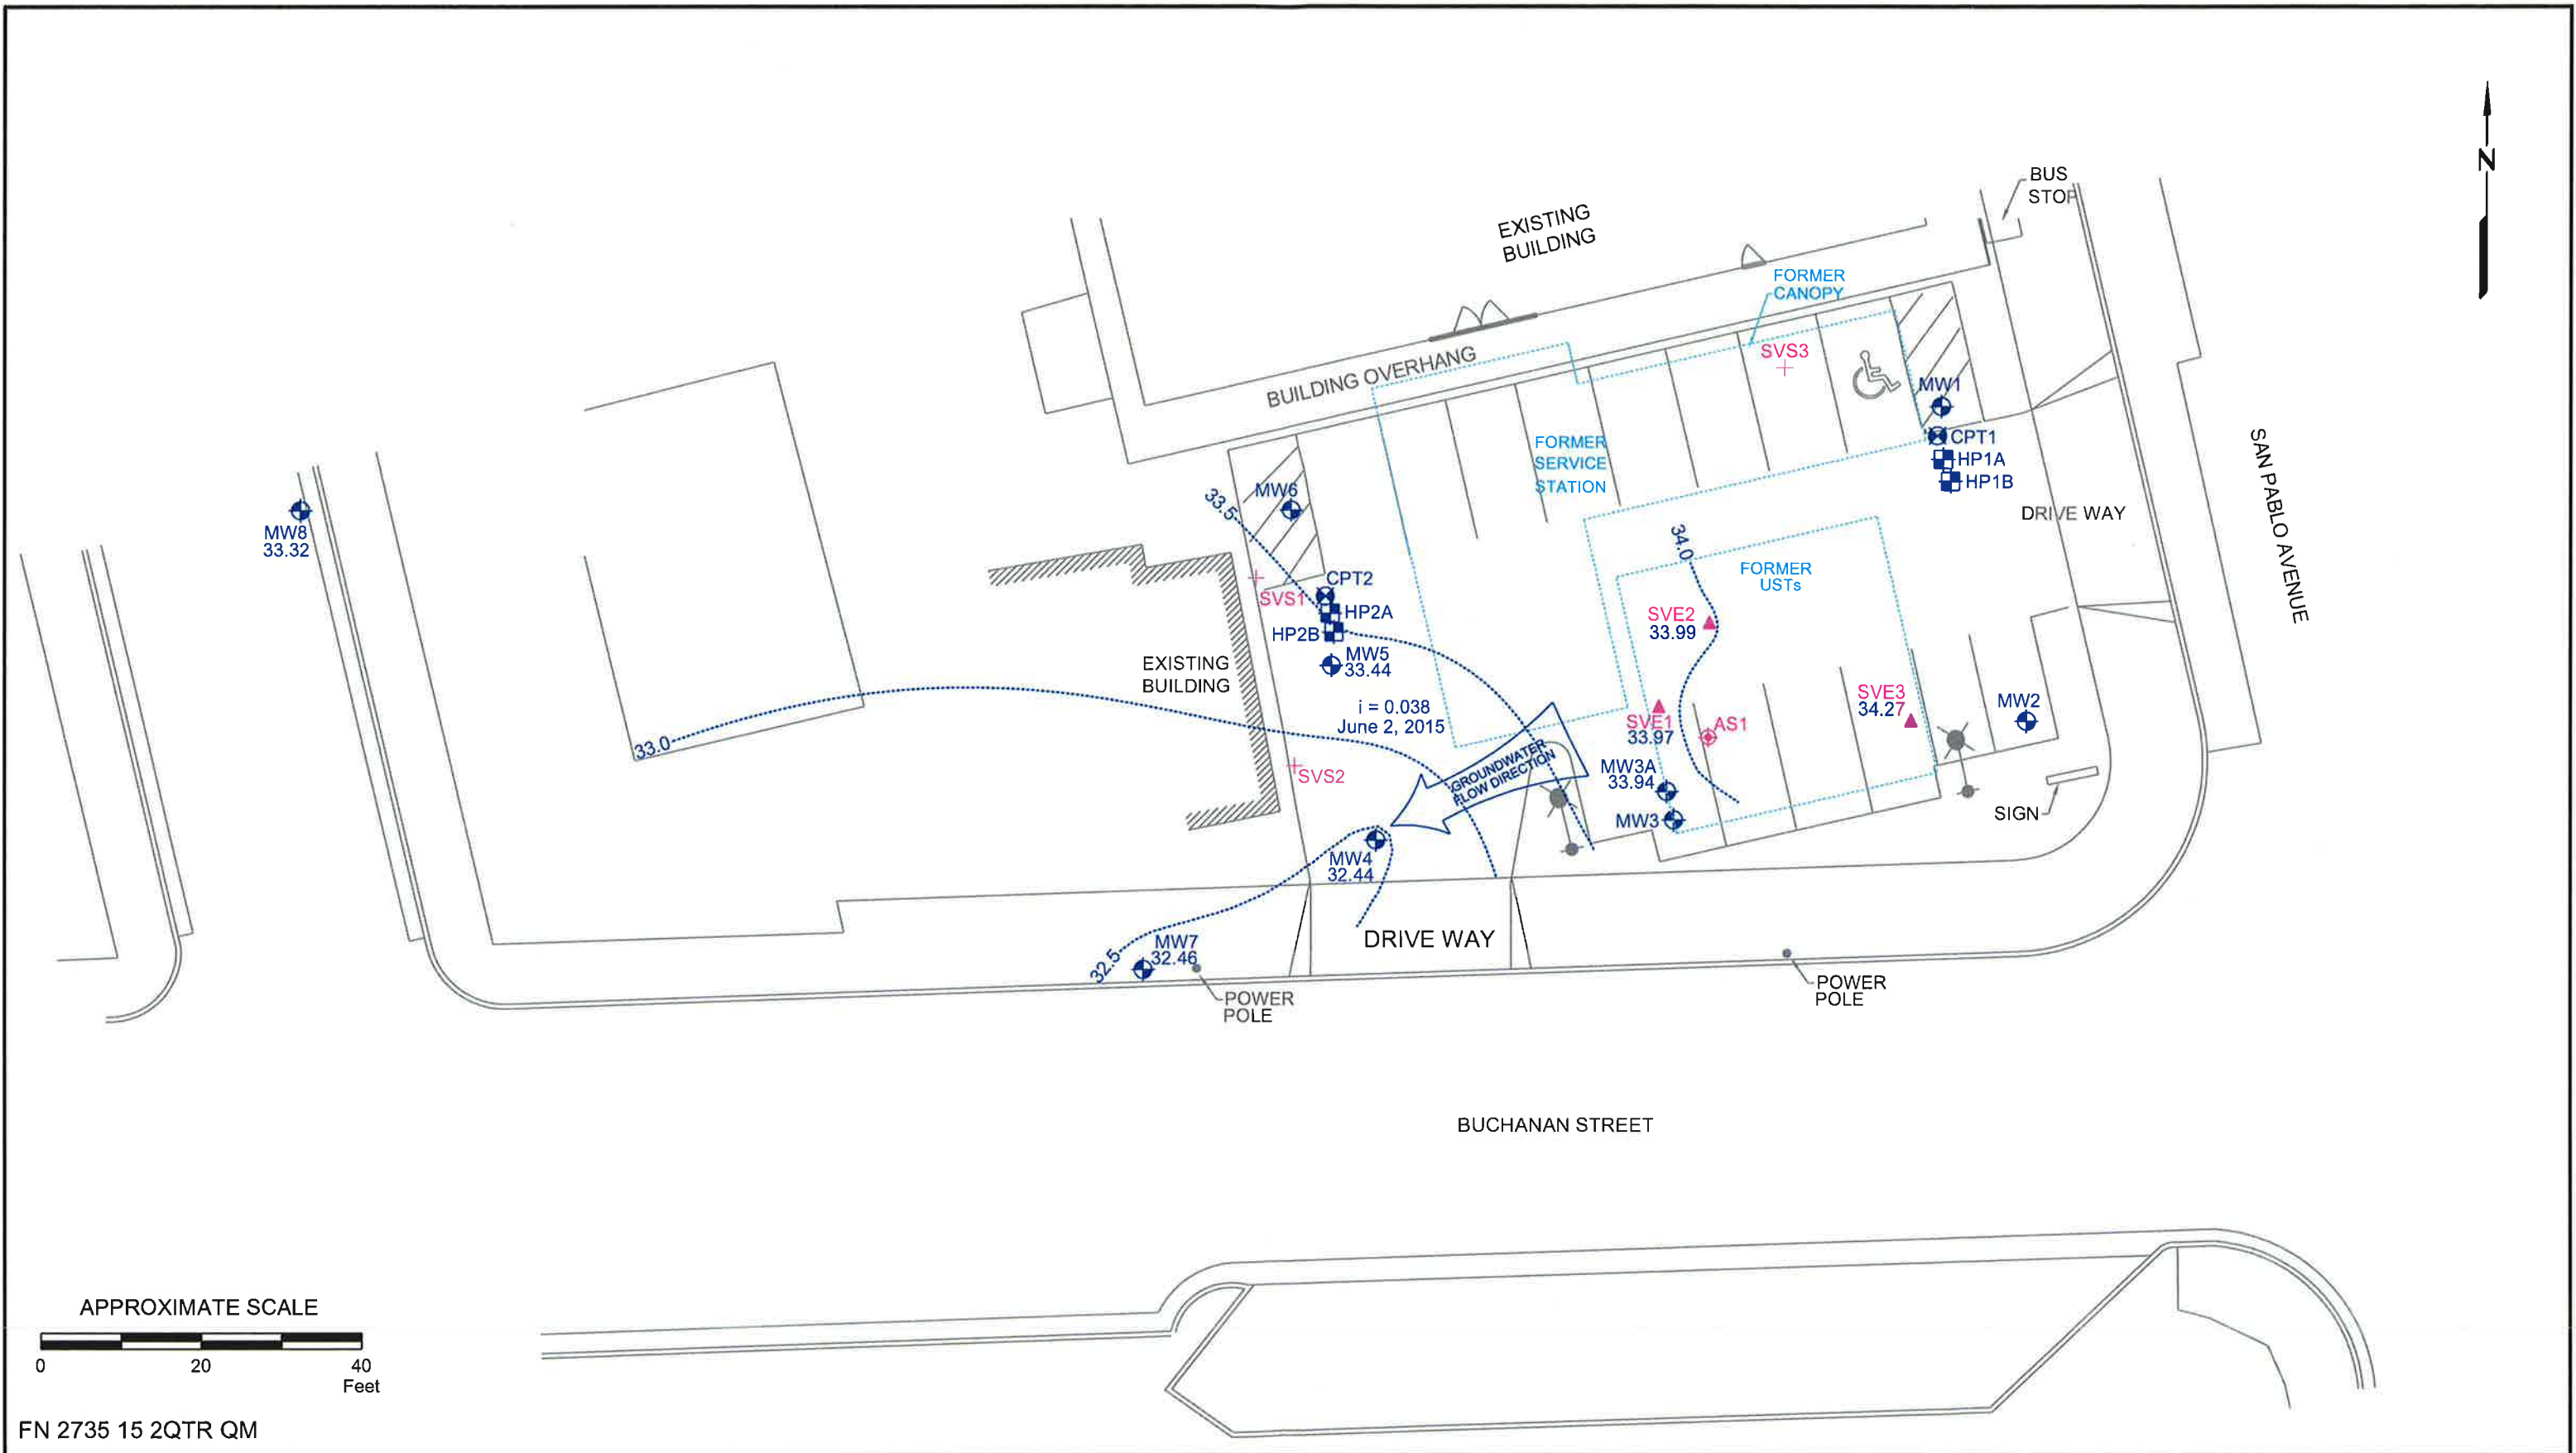 BUS
STOP
N
EXISTING
BUILDING
FORMER
CANOPY
SVS3
BUILDING OVERHANG
MW1
CPT1
HP1A
HP1B
FORMER
SERVICE
STATION
SAN PABLO AVENUE
DRIVE WAY
MW8
33.32
33.5
MW6
34.0
FORMER
USTs
CPT2
SVS1
HP2A
HP2B
MW5
33.44
SVE2
33.99
EXISTING
BUILDING
i = 0.038
June 2, 2015
SVE1
33.97
AS1
SVE3
34.27
MW2
33.0
GROUNDWATER
FLOW DIRECTION
SVS2
MW3A
33.94
MW3
SIGN
MW4
32.44
DRIVE WAY
32.5
MW7
32.46
POWER
POLE
POWER
POLE
BUCHANAN STREET
APPROXIMATE SCALE
0 20 40
Feet
FN 2735 15 2QTR QM